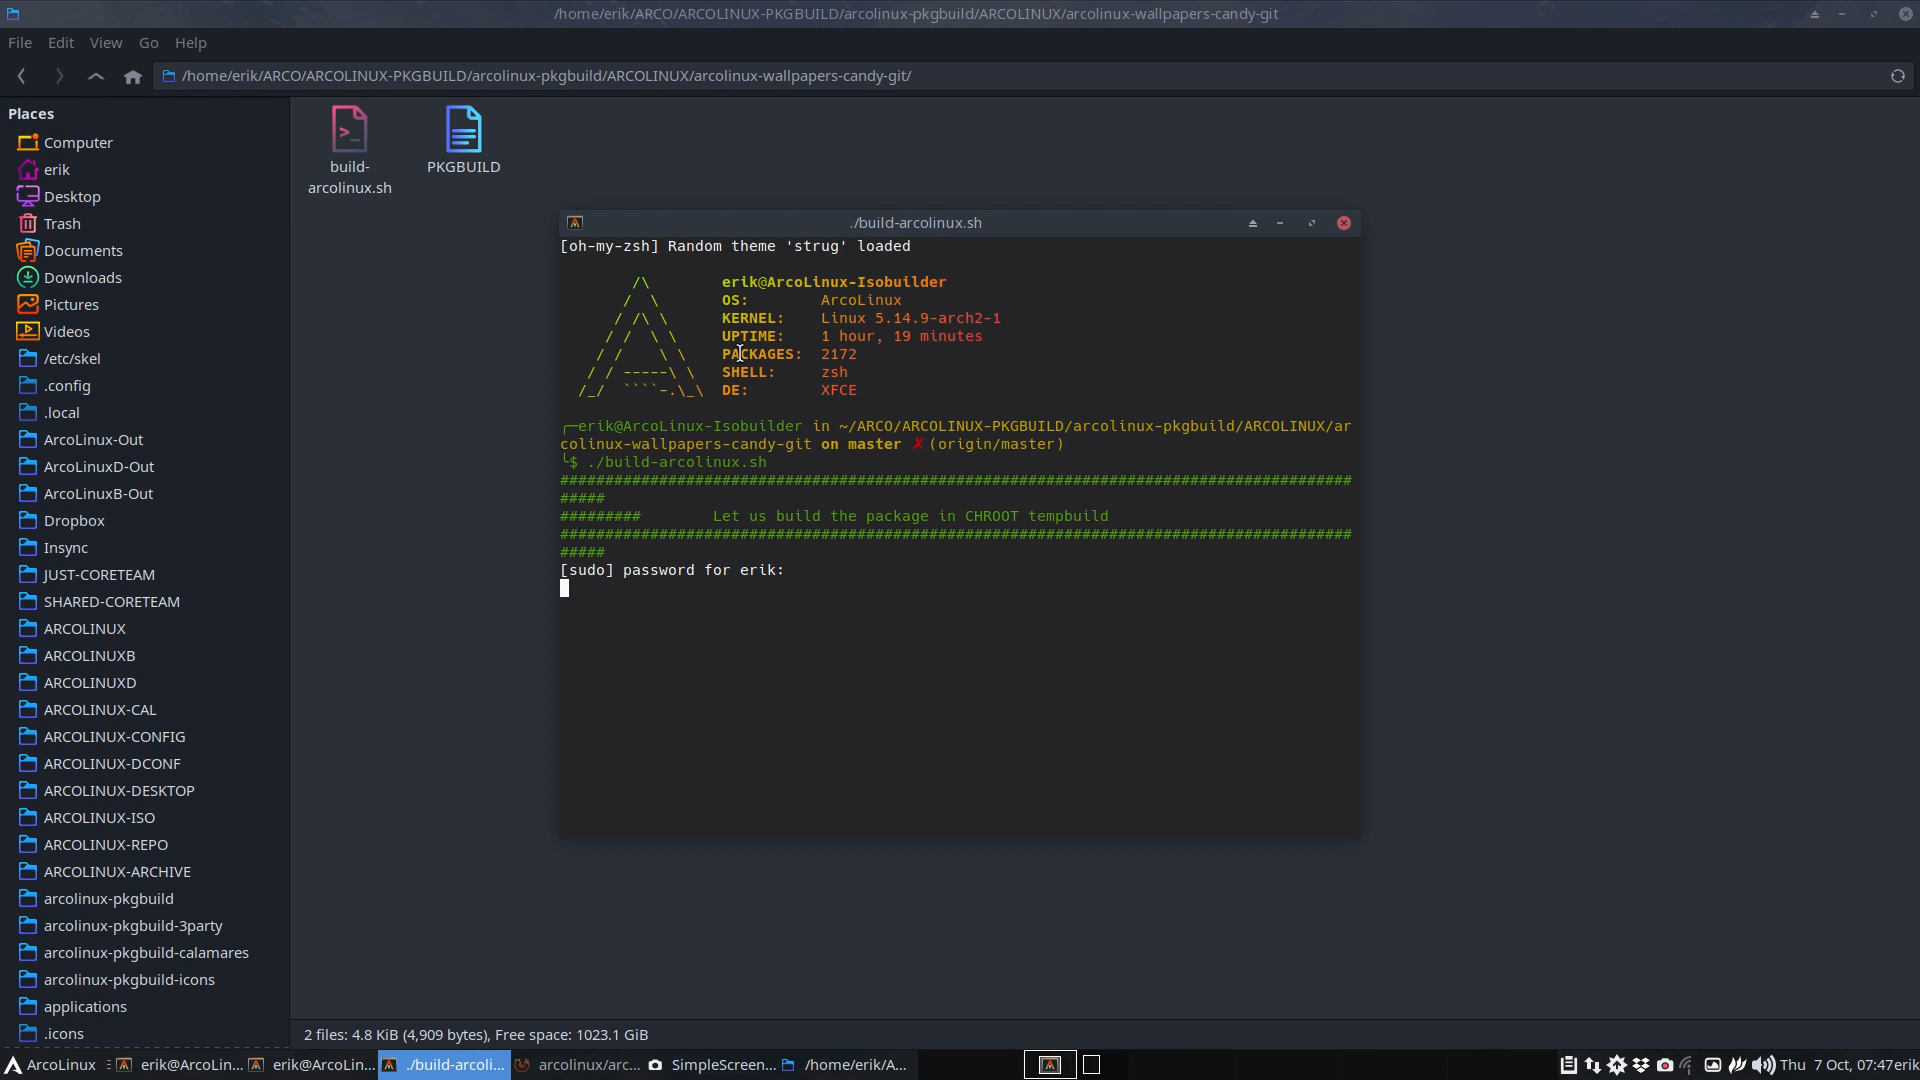 /home/erik/ARCO/ARCOLINUX-PKGBUILD/arcolinux-pkgbuild/ARCOLINUX/arcolinux-wallpapers-candy-git
File Edit View Go Help
/home/erik/ARCO/ARCOLINUX-PKGBUILD/arcolinux-pkgbuild/ARCOLINUX/arcolinux-wallpapers-candy-git/
Places
Computer
erik
Desktop
Trash
Documents
Downloads
Pictures
Videos
/etc/skel
.config
.local
ArcoLinux-Out
ArcoLinuxD-Out
ArcoLinuxB-Out
Dropbox
Insync
JUST-CORETEAM
SHARED-CORETEAM
ARCOLINUX
ARCOLINUXB
ARCOLINUXD
ARCOLINUX-CAL
ARCOLINUX-CONFIG
ARCOLINUX-DCONF
ARCOLINUX-DESKTOP
ARCOLINUX-ISO
ARCOLINUX-REPO
ARCOLINUX-ARCHIVE
arcolinux-pkgbuild
arcolinux-pkgbuild-3party
arcolinux-pkgbuild-calamares
arcolinux-pkgbuild-icons
applications
.icons
build-
arcolinux.sh
PKGBUILD
./build-arcolinux.sh
[oh-my-zsh] Random theme 'strug' loaded
/\ erik@ArcoLinux-Isobuilder
/  \ OS: ArcoLinux
/ /\ \ KERNEL: Linux 5.14.9-arch2-1
/ /  \ \ UPTIME: 1 hour, 19 minutes
/ /    \ \ PACKAGES: 2172
/ / -----\ \ SHELL: zsh
/_/  ````-.\_\ DE: XFCE
╭─erik@ArcoLinux-Isobuilder in ~/ARCO/ARCOLINUX-PKGBUILD/arcolinux-pkgbuild/ARCOLINUX/ar
colinux-wallpapers-candy-git on master ✗ (origin/master)
╰$ ./build-arcolinux.sh
########################################################################################
#####
######### Let us build the package in CHROOT tempbuild
########################################################################################
#####
[sudo] password for erik:
2 files: 4.8 KiB (4,909 bytes), Free space: 1023.1 GiB
ArcoLinux erik@ArcoLin... erik@ArcoLin... ./build-arcoli... arcolinux/arc... SimpleScreen... /home/erik/A... Thu 7 Oct, 07:47 erik